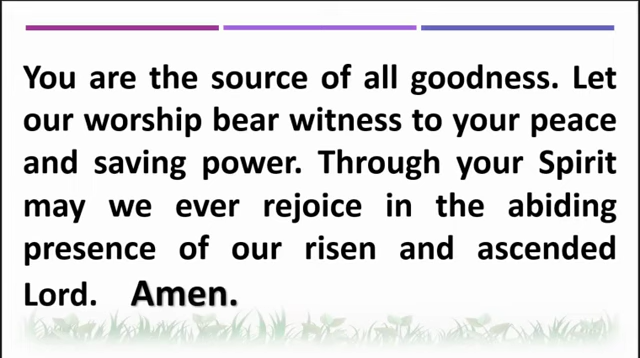 You are the source of all goodness. Let
our worship bear witness to your peace
and saving power. Through your Spirit
may we ever rejoice in the abiding
presence of our risen and ascended
Lord. Amen.